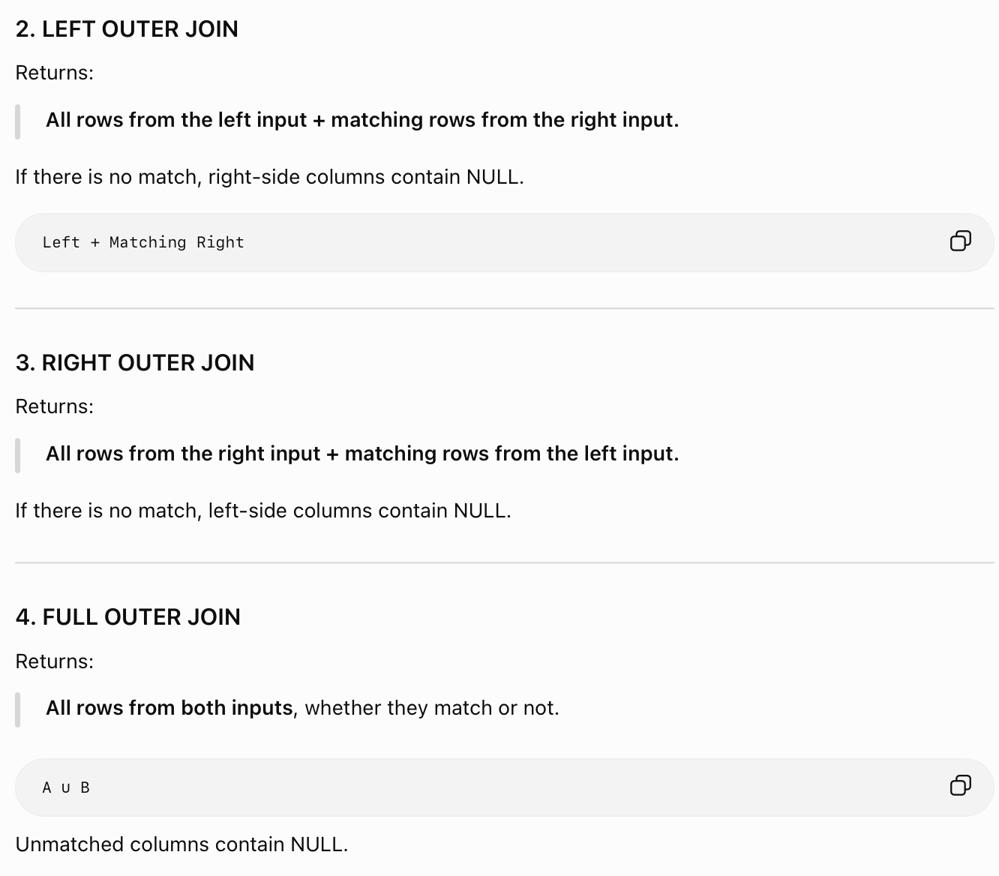 2. LEFT OUTER JOIN
Returns:
All rows from the left input + matching rows from the right input.
If there is no match, right-side columns contain NULL.
Left + Matching Right
3. RIGHT OUTER JOIN
Returns:
All rows from the right input + matching rows from the left input.
If there is no match, left-side columns contain NULL.
4. FULL OUTER JOIN
Returns:
All rows from both inputs, whether they match or not.
A ∪ B
Unmatched columns contain NULL.